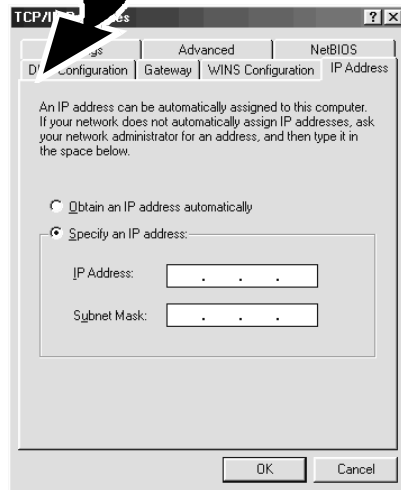 TCP/IP
Advanced
NetBIOS
Configuration
Gateway
WINS Configuration
IP Address
An IP address can be automatically assigned to this computer.
If your network does not automatically assign IP addresses, ask
your network administrator for an address, and then type it in
the space below.
Obtain an IP address automatically
Specify an IP address:
IP Address:
. . .
Subnet Mask:
. . .
OK
Cancel